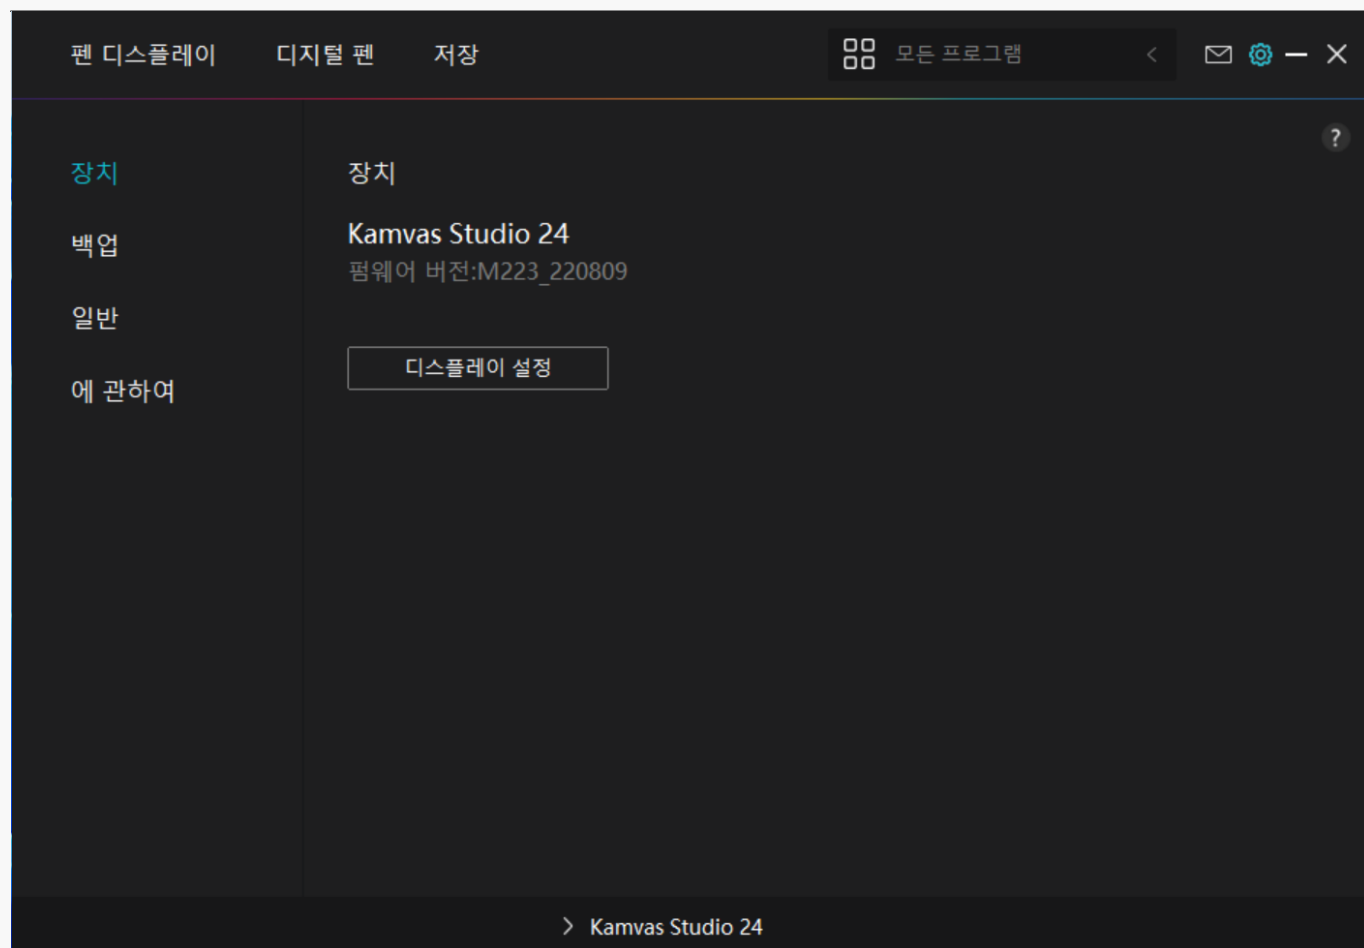 펜 디스플레이 디지털 펜 저장 모든 프로그램
?
장치
백업
일반
에 관하여
장치
Kamvas Studio 24
펌웨어 버전:M223_220809
디스플레이 설정
Kamvas Studio 24